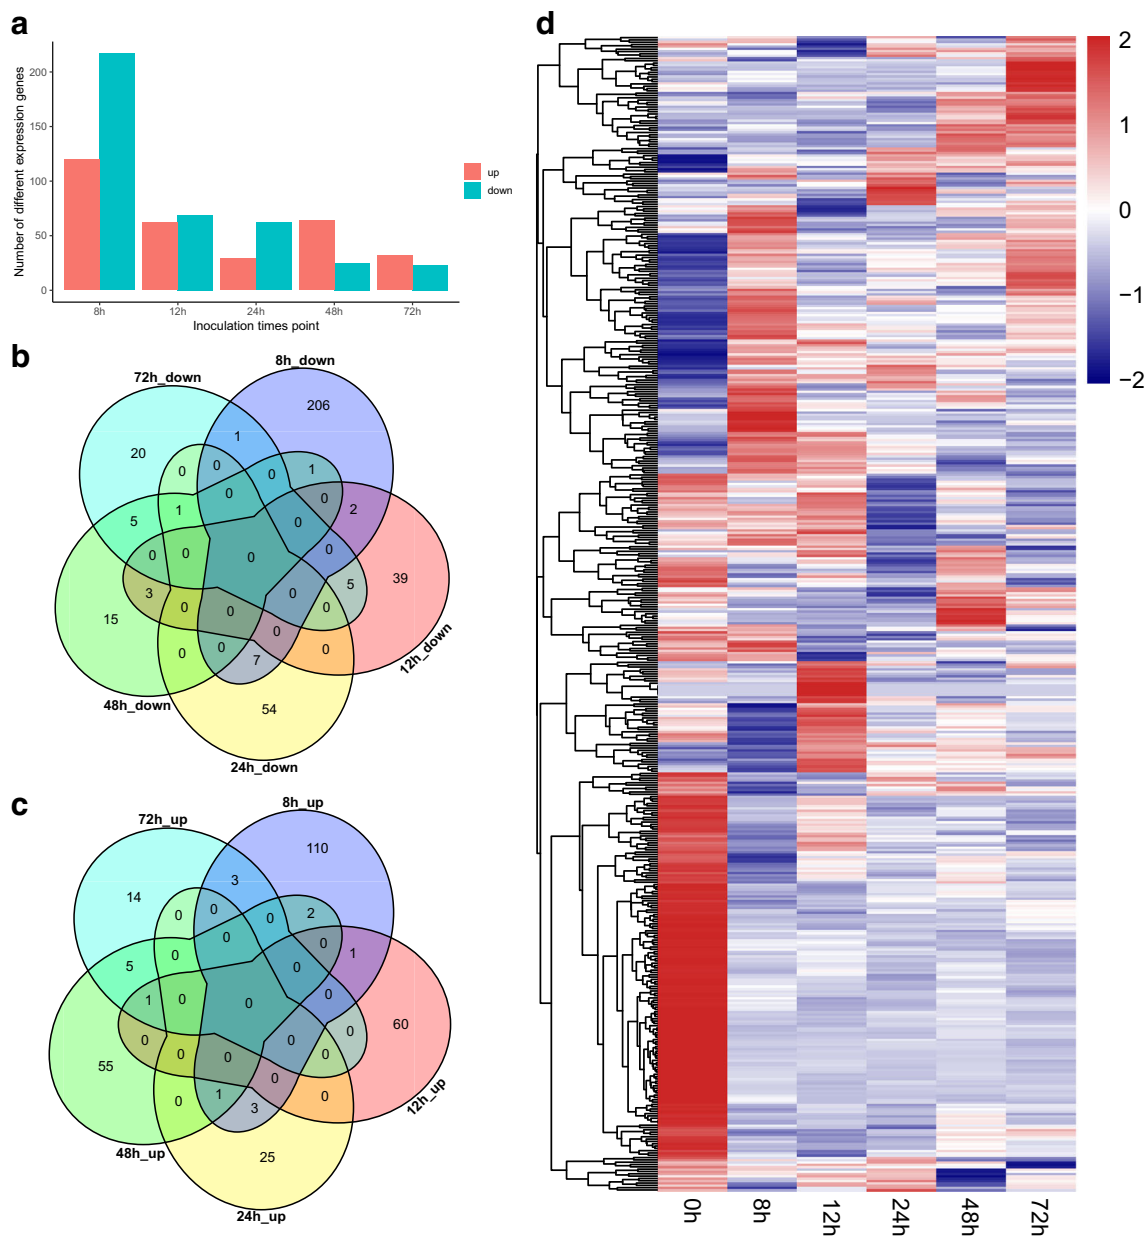 a
Number of different expression genes
200
150
100
50
0
8h
12h
24h
48h
72h
Inoculation times point
up
down
b
8h_down
72h_down
206
1
20
0
0
0
1
0
0
2
5
1
0
0
0
0
0
5
39
3
0
0
0
0
15
0
0
0
0
7
0
12h_down
48h_down
54
24h_down
c
8h_up
72h_up
110
3
14
0
0
0
2
0
0
1
5
0
0
1
0
0
0
0
60
0
0
0
0
0
55
0
1
0
3
0
12h_up
48h_up
25
24h_up
d
2
1
0
−1
−2
0h
8h
12h
24h
48h
72h